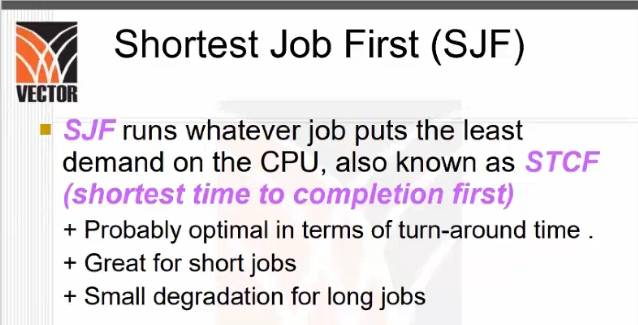 Shortest Job First (SJF)
VECTOR
SJF runs whatever job puts the least
demand on the CPU, also known as STCF
(shortest time to completion first)
+ Probably optimal in terms of turn-around time .
+ Great for short jobs
+ Small degradation for long jobs